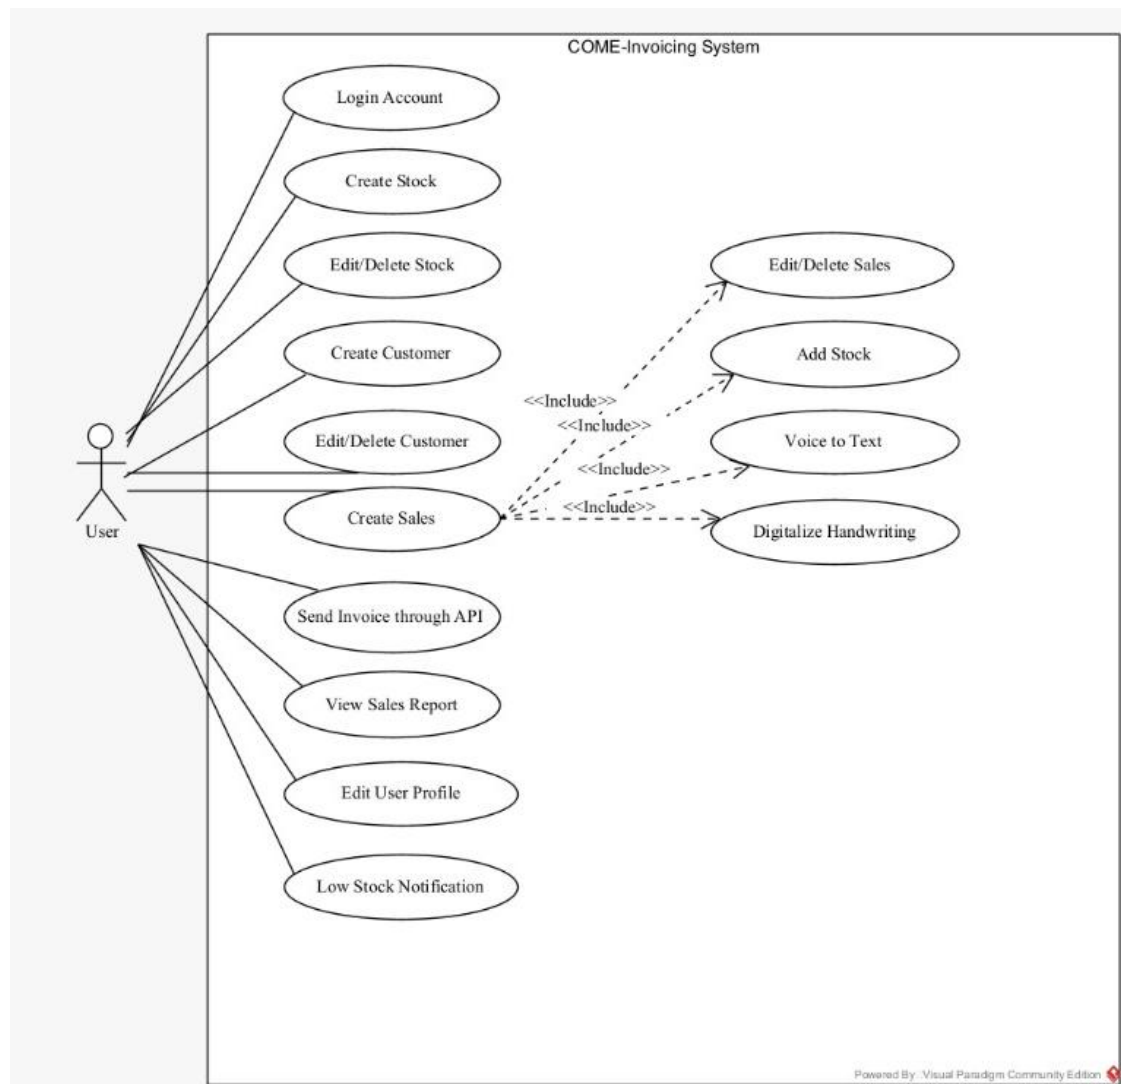 COME-Invoicing System
Login Account
Create Stock
Edit/Delete Stock
Edit/Delete Sales
Create Customer
Add Stock
<<Include>>
<<Include>>
Edit/Delete Customer
Voice to Text
<<Include>>
<<Include>>
Create Sales
Digitalize Handwriting
User
Send Invoice through API
View Sales Report
Edit User Profile
Low Stock Notification
Powered By Visual Paradigm Community Edition